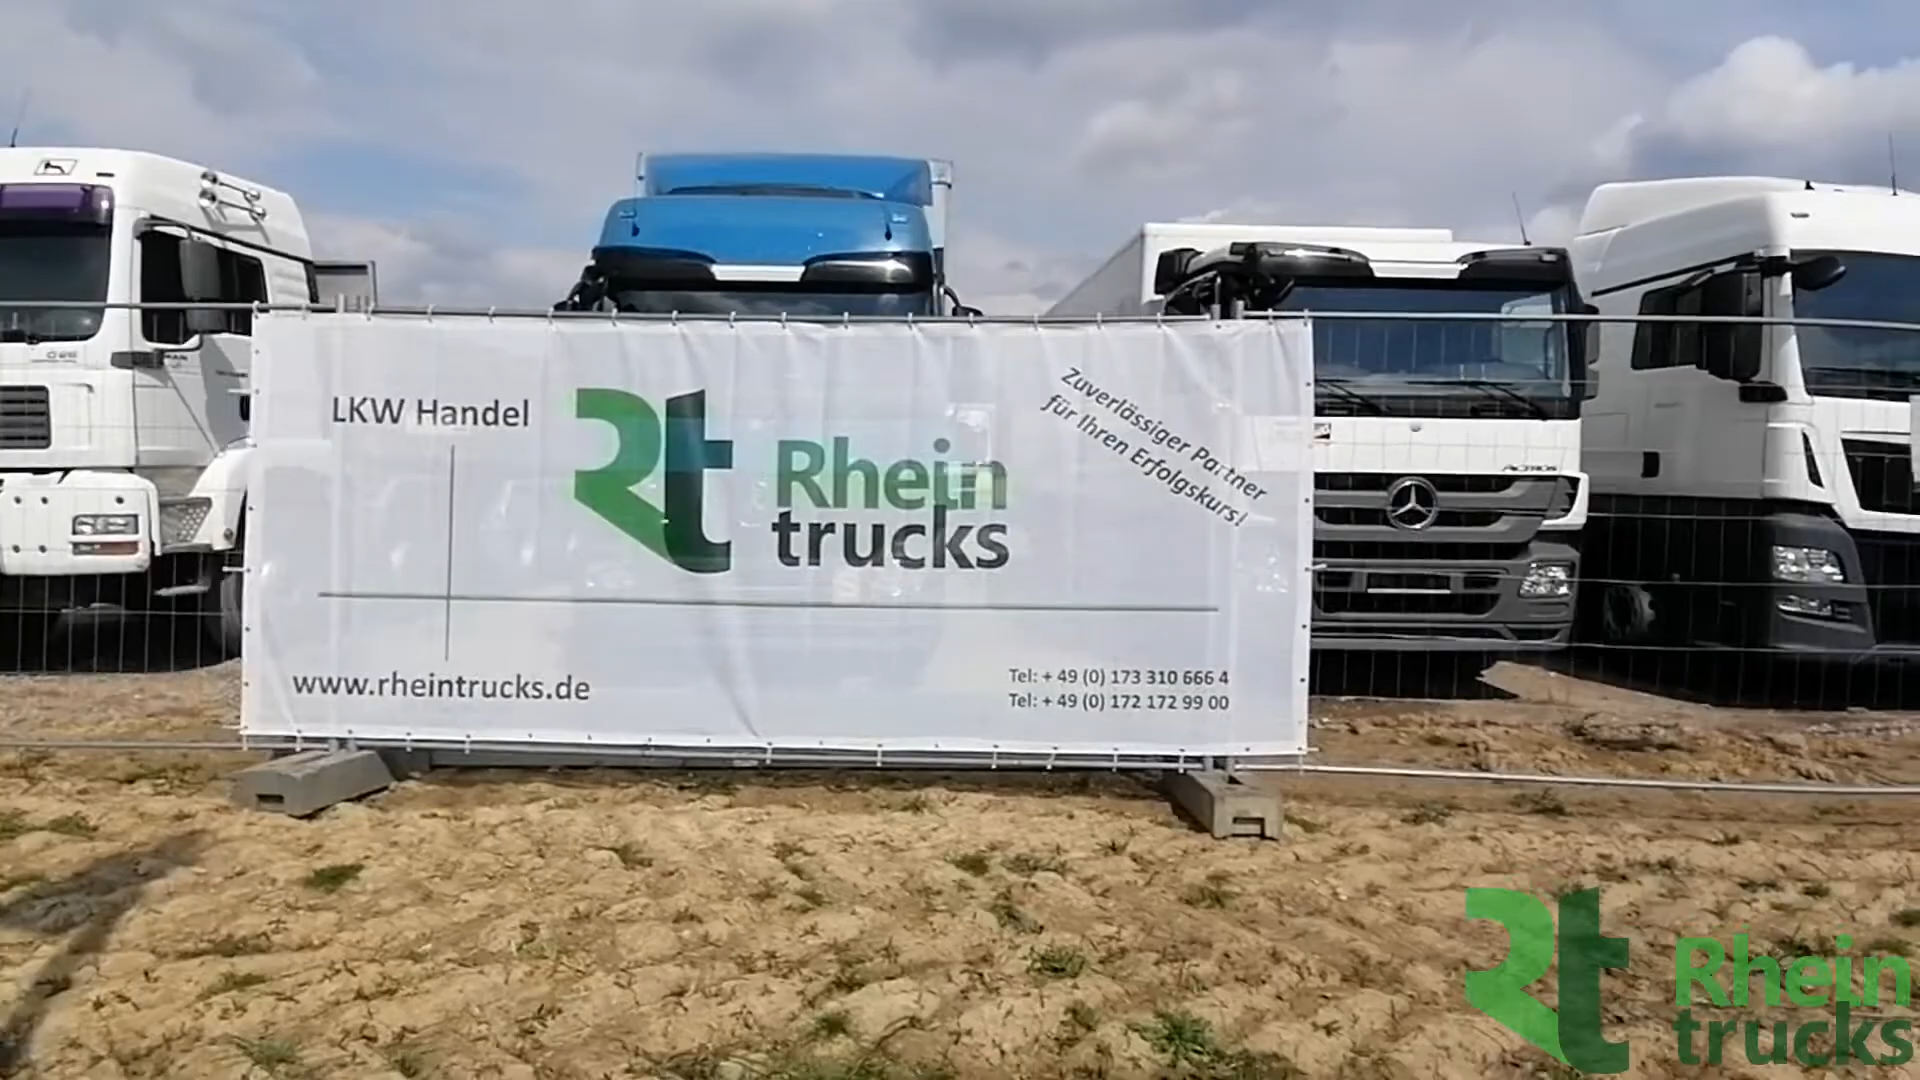 LKW Handel
Rt
Rhein
trucks
Zuverlässiger Partner
für Ihren Erfolgskurs!
www.rheintrucks.de
Tel: + 49 (0) 173 310 666 4
Tel: + 49 (0) 172 172 99 00
ACTROS
MAN
Rt
Rhein
trucks